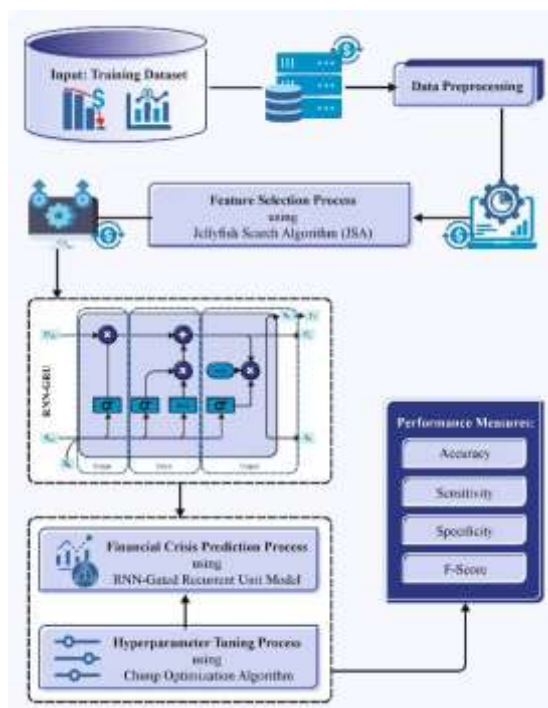 Input: Training Dataset
Data Preprocessing
Feature Selection Process
using
Jellyfish Search Algorithm (JSA)
RNN-GRU
Performance Measures:
Accuracy
Sensitivity
Specificity
F-Score
Financial Crisis Prediction Process
using
RNN-Gated Recurrent Unit Model
Hyperparameter Tuning Process
using
Chimp Optimization Algorithm